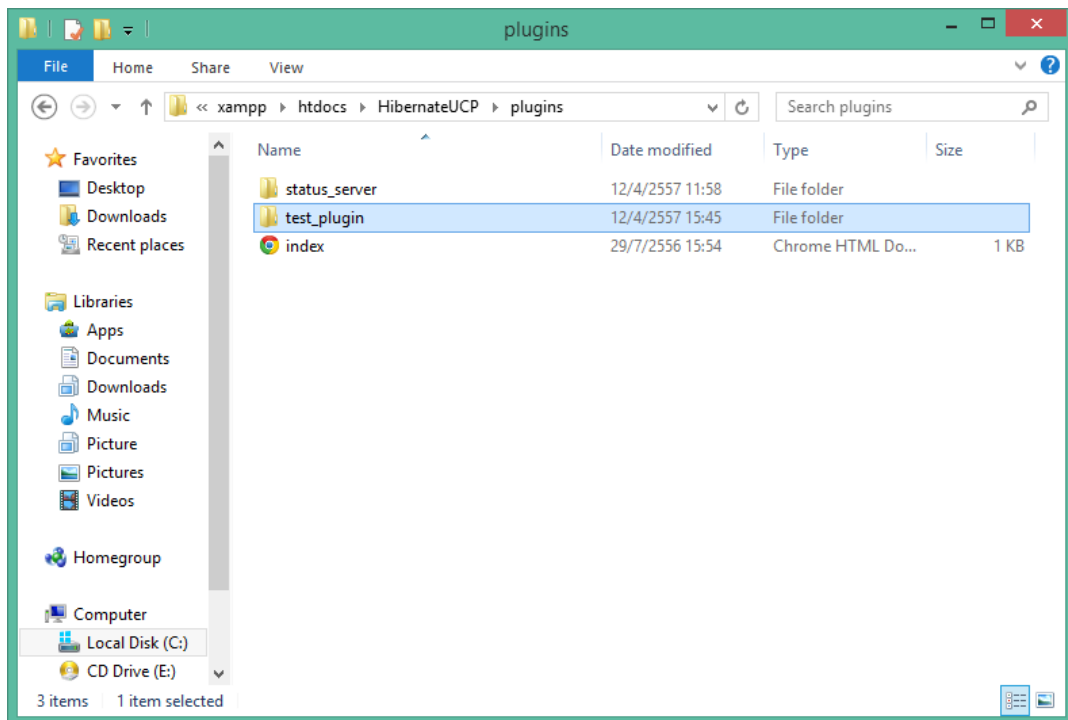 plugins
File Home Share View
« xampp htdocs HibernateUCP plugins Search plugins
Name Date modified Type Size
status_server 12/4/2557 11:58 File folder
test_plugin 12/4/2557 15:45 File folder
index 29/7/2556 15:54 Chrome HTML Do... 1 KB
Favorites
Desktop
Downloads
Recent places
Libraries
Apps
Documents
Downloads
Music
Picture
Pictures
Videos
Homegroup
Computer
Local Disk (C:)
CD Drive (E:)
3 items 1 item selected